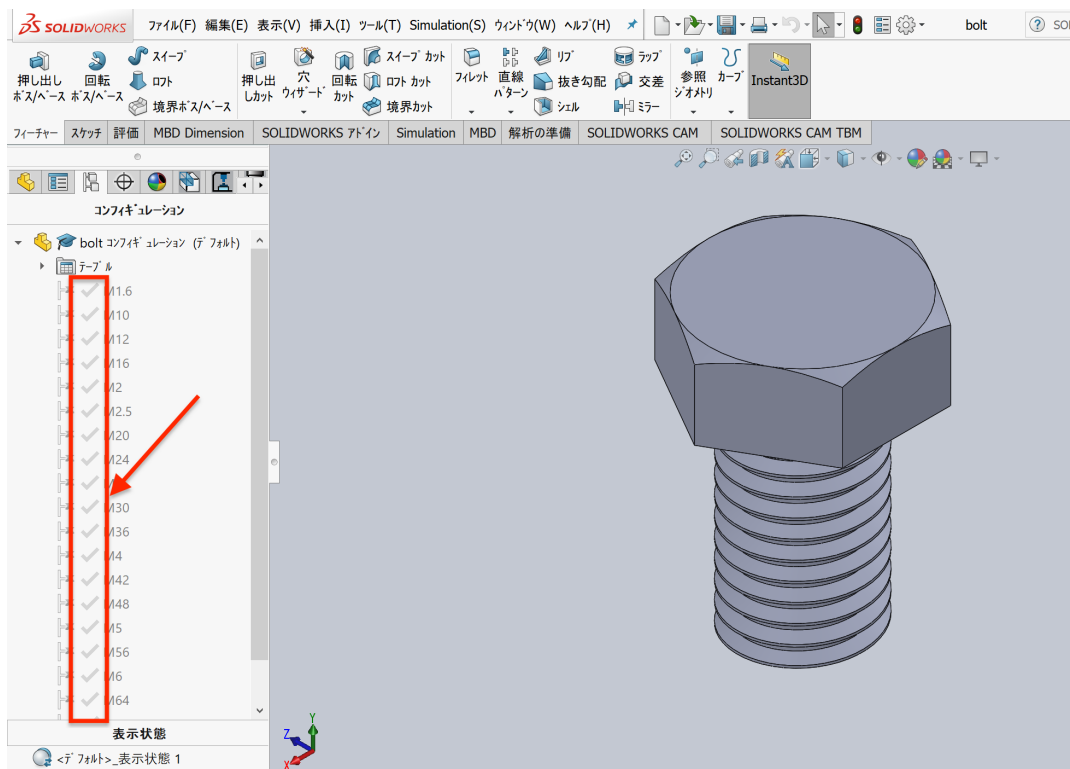 SOLIDWORKS ファイル(F) 編集(E) 表示(V) 挿入(I) ツール(T) Simulation(S) ウィンドウ(W) ヘルプ(H) bolt ? SO
押し出し
ボス/ベース
回転
ボス/ベース
スイープ
ロフト
境界ボス/ベース
押し出
しカット
穴
ウィザード
回転
カット
スイープ カット
ロフト カット
境界カット
フィレット
直線
パターン
リブ
抜き勾配
シェル
ラップ
交差
ミラー
参照
ジオメトリ
カーブ
Instant3D
フィーチャー スケッチ 評価 MBD Dimension SOLIDWORKS アドイン Simulation MBD 解析の準備 SOLIDWORKS CAM SOLIDWORKS CAM TBM
コンフィギュレーション
bolt コンフィギュレーション (デフォルト)
テーブル
M1.6
M10
M12
M16
M2
M2.5
M20
M24
M30
M36
M4
M42
M48
M5
M56
M6
M64
表示状態
<デフォルト>_表示状態 1
Y
Z
X